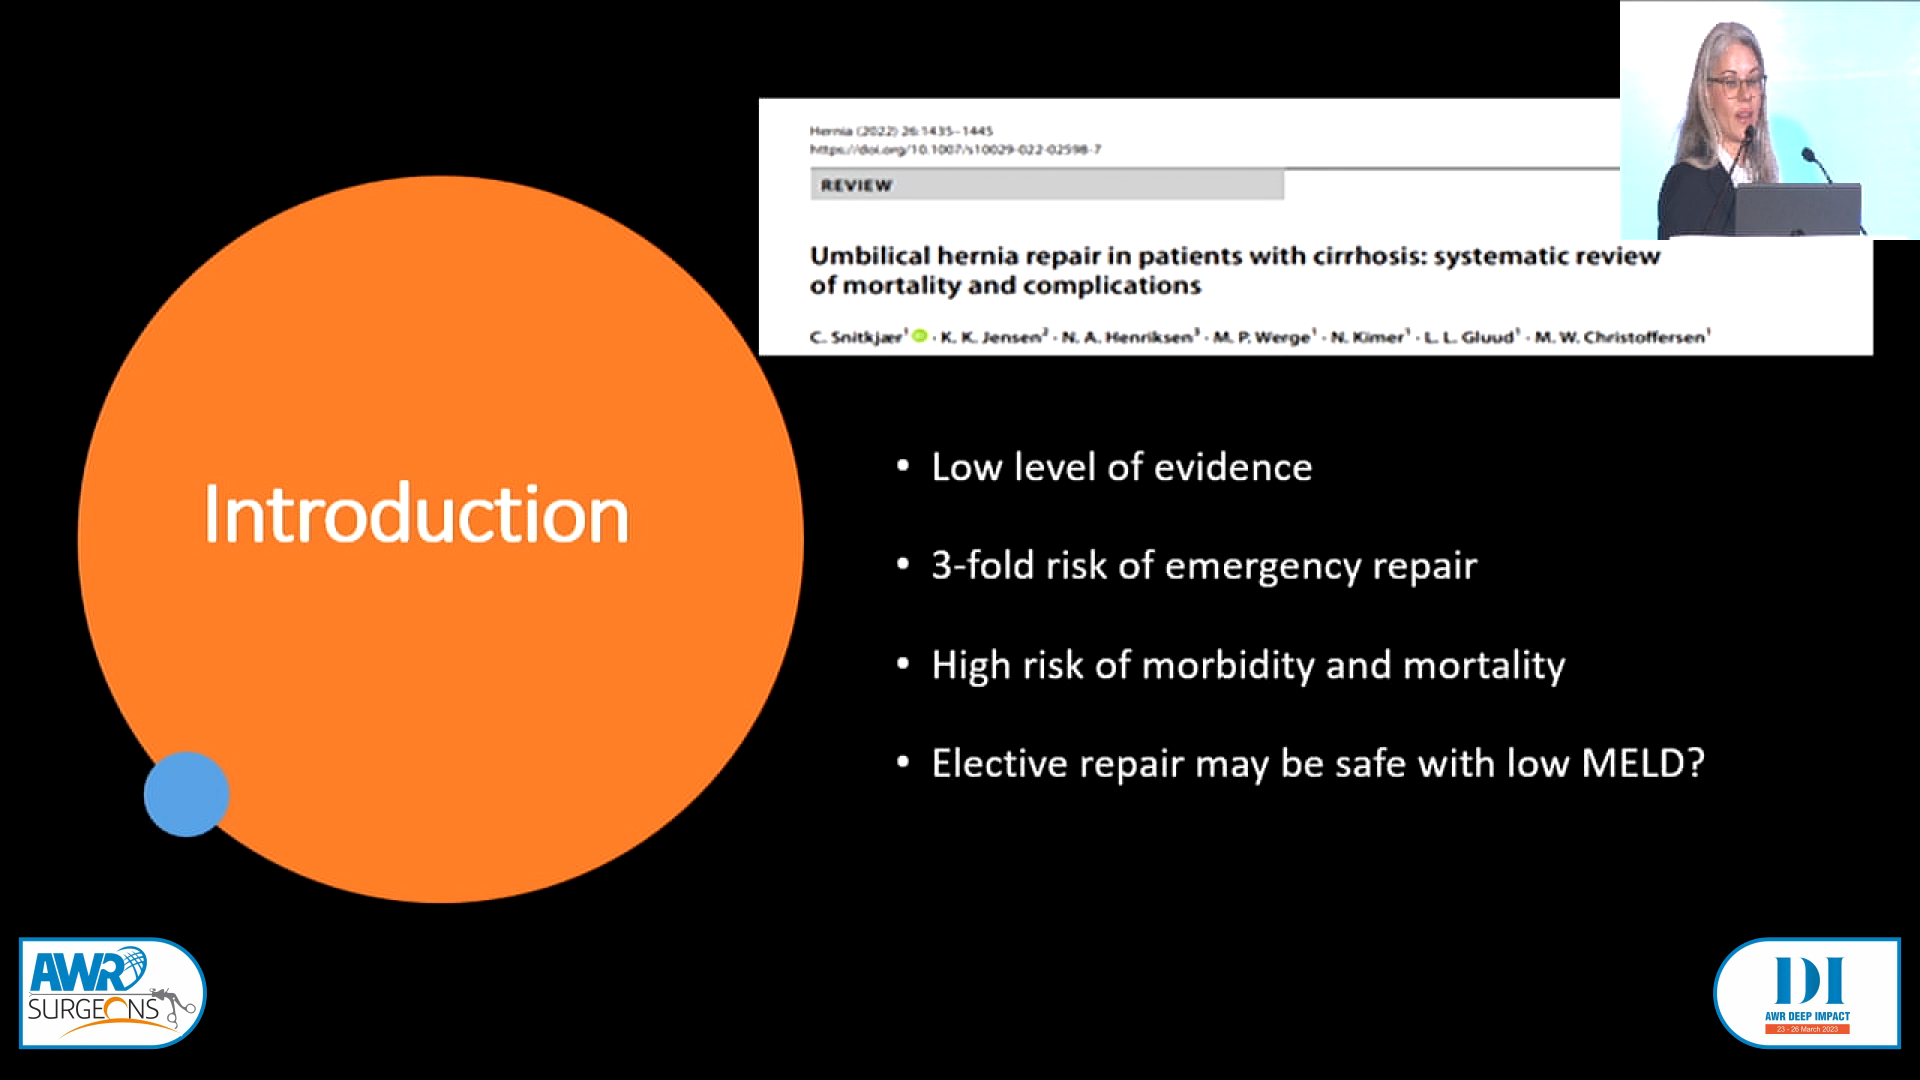 Hernia (2022) 26:1435–1445
https://doi.org/10.1007/s10029-022-02598-7
REVIEW
Umbilical hernia repair in patients with cirrhosis: systematic review
of mortality and complications
C. Snitkjær¹ · K. K. Jensen² · N. A. Henriksen³ · M. P. Werge¹ · N. Kimer¹ · L. L. Gluud¹ · M. W. Christoffersen¹
Introduction
• Low level of evidence
• 3-fold risk of emergency repair
• High risk of morbidity and mortality
• Elective repair may be safe with low MELD?
AWR
SURGEONS
DI
AWR DEEP IMPACT
23 - 26 March 2023